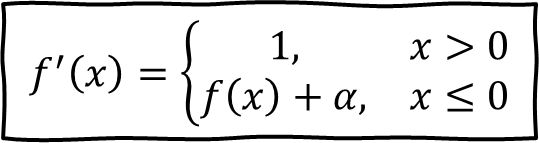 f′(x) = { 1, x > 0
f(x) + α, x ≤ 0